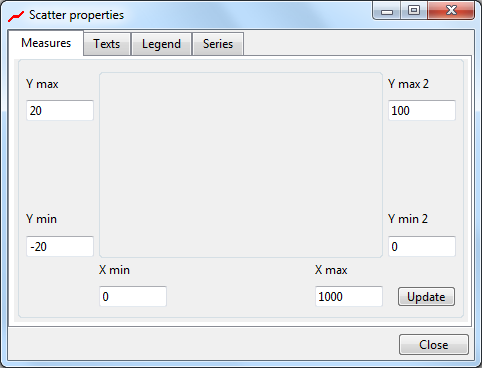 Scatter properties
Measures Texts Legend Series
Y max Y max 2
20 100
Y min Y min 2
-20 0
X min X max
0 1000 Update
Close